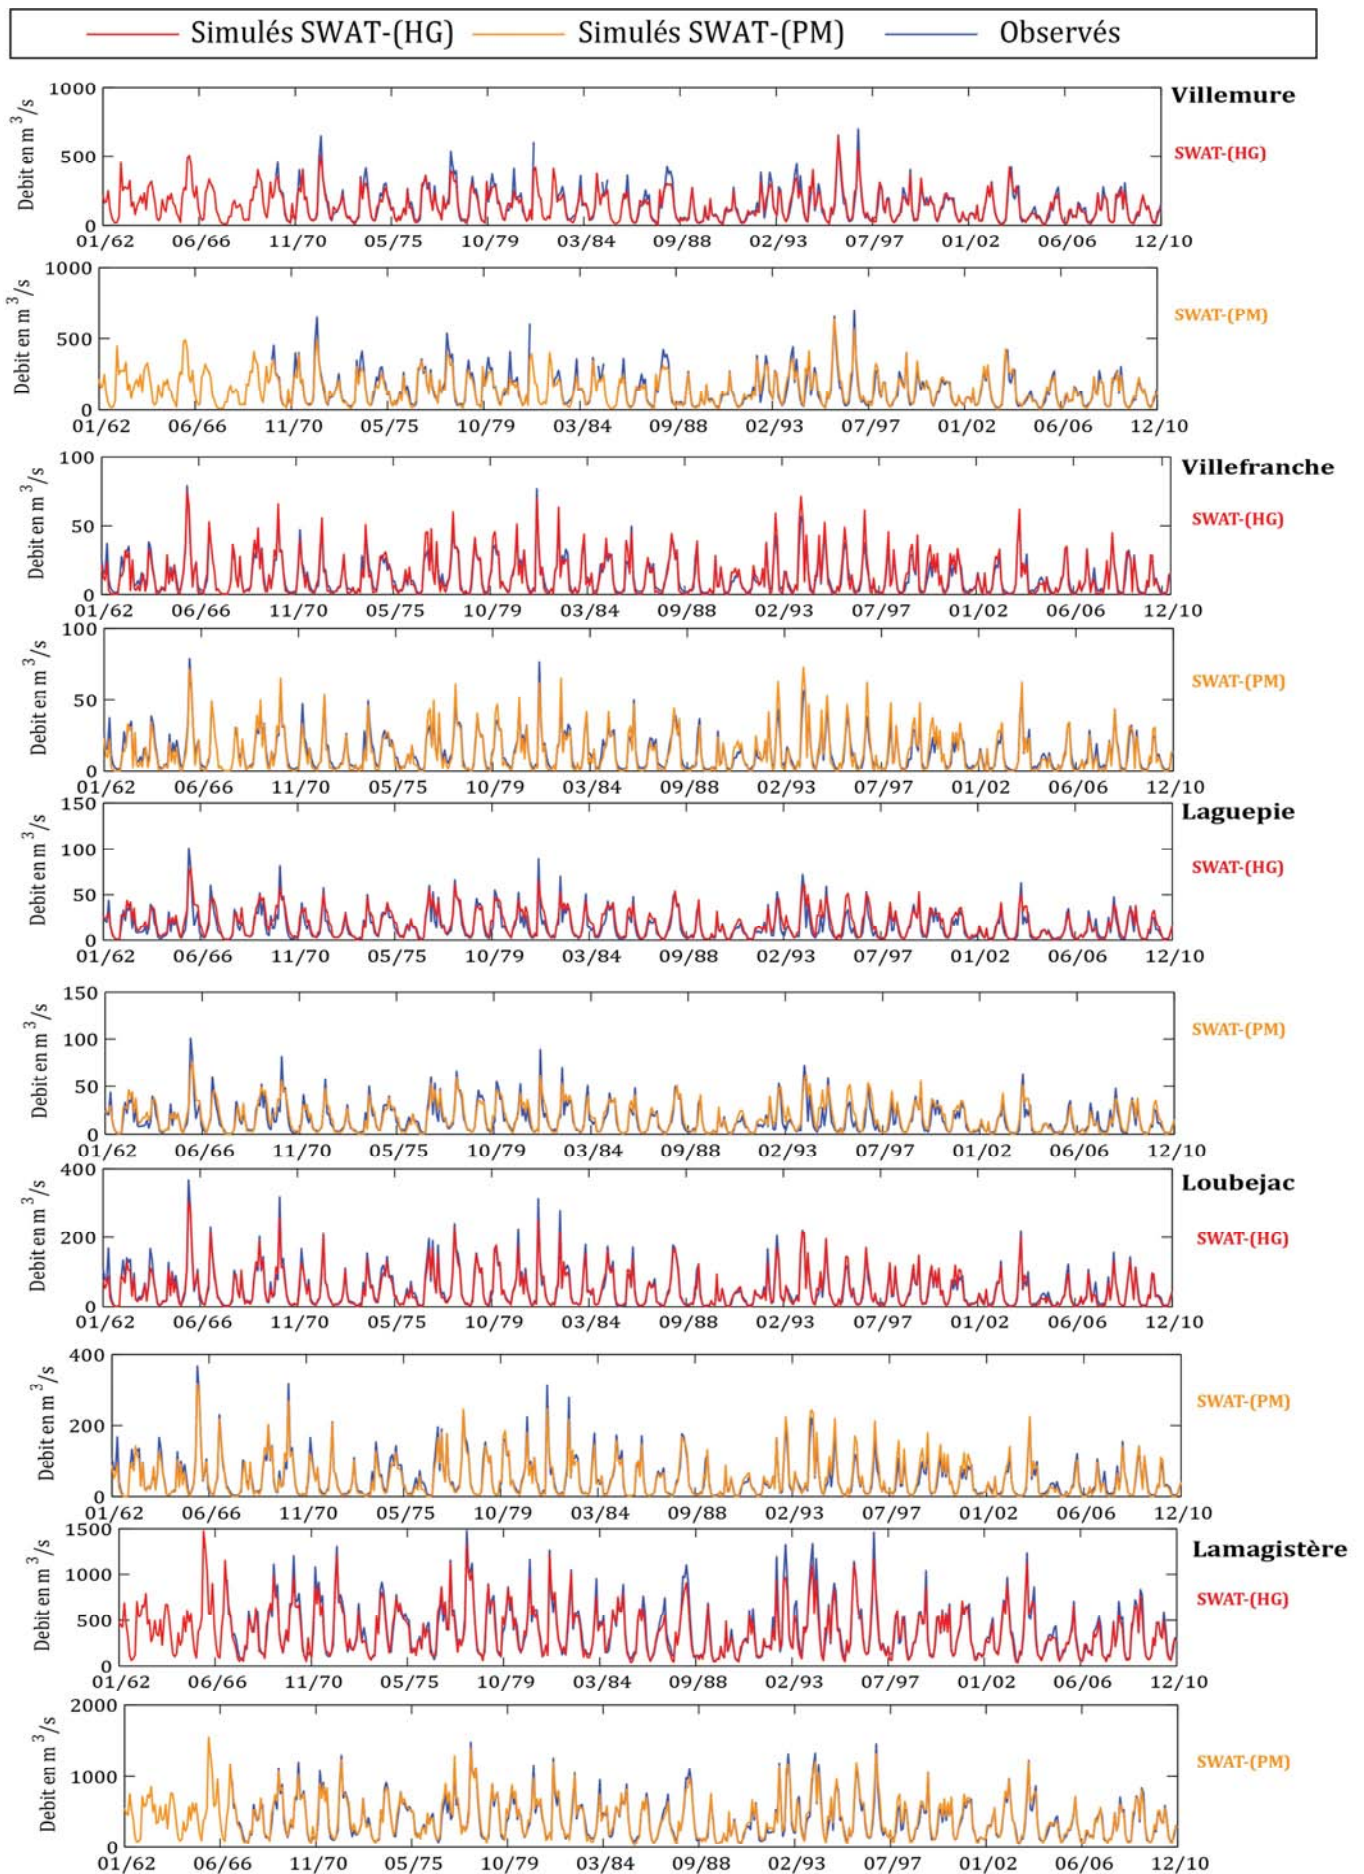 Simulés SWAT-(HG) Simulés SWAT-(PM) Observés
Villemure
SWAT-(HG)
Debit en m³/s
1000
500
0
01/62 06/66 11/70 05/75 10/79 03/84 09/88 02/93 07/97 01/02 06/06 12/10
SWAT-(PM)
Debit en m³/s
1000
500
0
01/62 06/66 11/70 05/75 10/79 03/84 09/88 02/93 07/97 01/02 06/06 12/10
Villefranche
SWAT-(HG)
Debit en m³/s
100
50
0
01/62 06/66 11/70 05/75 10/79 03/84 09/88 02/93 07/97 01/02 06/06 12/10
SWAT-(PM)
Debit en m³/s
100
50
0
01/62 06/66 11/70 05/75 10/79 03/84 09/88 02/93 07/97 01/02 06/06 12/10
Laguepie
SWAT-(HG)
Debit en m³/s
150
100
50
0
01/62 06/66 11/70 05/75 10/79 03/84 09/88 02/93 07/97 01/02 06/06 12/10
SWAT-(PM)
Debit en m³/s
150
100
50
0
01/62 06/66 11/70 05/75 10/79 03/84 09/88 02/93 07/97 01/02 06/06 12/10
Loubejac
SWAT-(HG)
Debit en m³/s
400
200
0
01/62 06/66 11/70 05/75 10/79 03/84 09/88 02/93 07/97 01/02 06/06 12/10
SWAT-(PM)
Debit en m³/s
400
200
0
01/62 06/66 11/70 05/75 10/79 03/84 09/88 02/93 07/97 01/02 06/06 12/10
Lamagistère
SWAT-(HG)
Debit en m³/s
1500
1000
500
0
01/62 06/66 11/70 05/75 10/79 03/84 09/88 02/93 07/97 01/02 06/06 12/10
SWAT-(PM)
Debit en m³/s
2000
1000
0
01/62 06/66 11/70 05/75 10/79 03/84 09/88 02/93 07/97 01/02 06/06 12/10